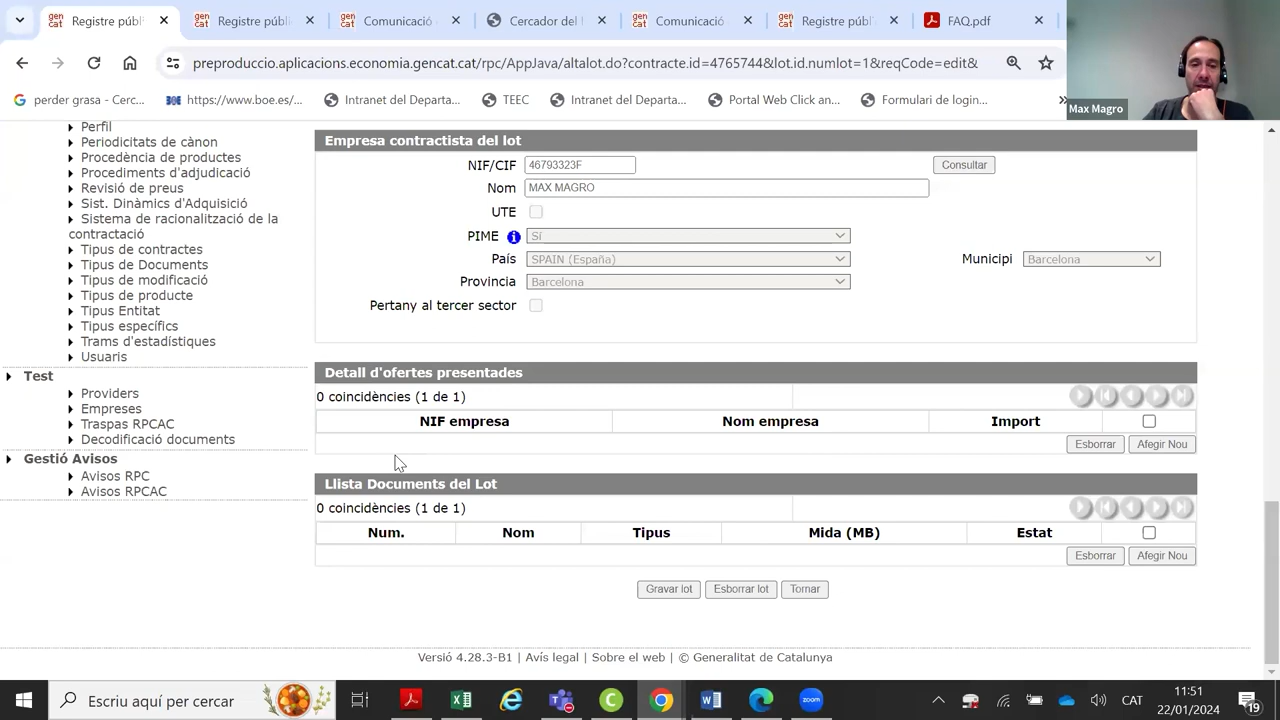 Registre públi
Registre públic
Comunicació d
Cercador del R
Comunicació d
Registre públi
FAQ.pdf
preproduccio.aplicacions.economia.gencat.cat/rpc/AppJava/altalot.do?contracte.id=4765744&lot.id.numlot=1&reqCode=edit&
perder grasa - Cerc...
https://www.boe.es/...
Intranet del Departa...
TEEC
Intranet del Departa...
Portal Web Click an...
Formulari de login...
Max Magro
Perfil
Periodicitats de cànon
Procedència de productes
Procediments d'adjudicació
Revisió de preus
Sist. Dinàmics d'Adquisició
Sistema de racionalització de la
contractació
Tipus de contractes
Tipus de Documents
Tipus de modificació
Tipus de producte
Tipus Entitat
Tipus específics
Trams d'estadístiques
Usuaris
Test
Providers
Empreses
Traspas RPCAC
Decodificació documents
Gestió Avisos
Avisos RPC
Avisos RPCAC
Empresa contractista del lot
NIF/CIF 46793323F Consultar
Nom MAX MAGRO
UTE
PIME Sí
País SPAIN (España) Municipi Barcelona
Provincia Barcelona
Pertany al tercer sector
Detall d'ofertes presentades
0 coincidències (1 de 1)
NIF empresa Nom empresa Import
Esborrar Afegir Nou
Llista Documents del Lot
0 coincidències (1 de 1)
Num. Nom Tipus Mida (MB) Estat
Esborrar Afegir Nou
Gravar lot Esborrar lot Tornar
Versió 4.28.3-B1 | Avís legal | Sobre el web | © Generalitat de Catalunya
Escriu aquí per cercar
CAT
11:51
22/01/2024
19